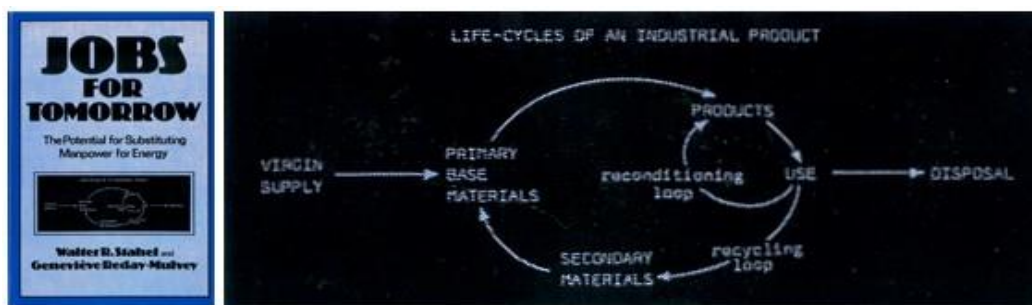 JOBS
FOR
TOMORROW
The Potential for Substituting
Manpower for Energy
Walter R. Stahel and
Geneviève Reday-Mulvey
LIFE-CYCLES OF AN INDUSTRIAL PRODUCT
PRODUCTS
VIRGIN
SUPPLY
PRIMARY
BASE
MATERIALS
reconditioning
loop
USE
DISPOSAL
SECONDARY
MATERIALS
recycling
loop